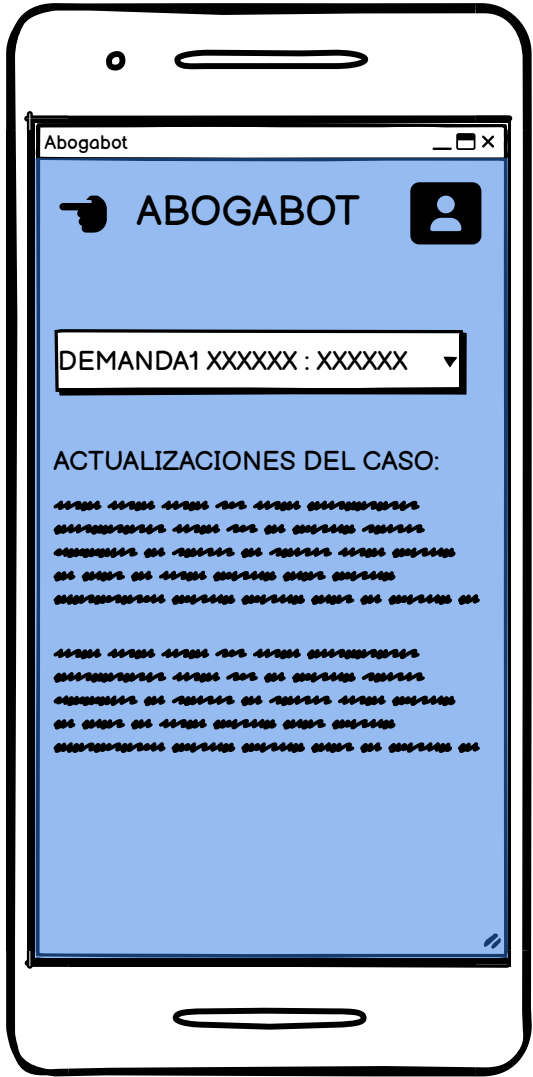 Abogabot
ABOGABOT
DEMANDA1 XXXXXX : XXXXXX
ACTUALIZACIONES DEL CASO: